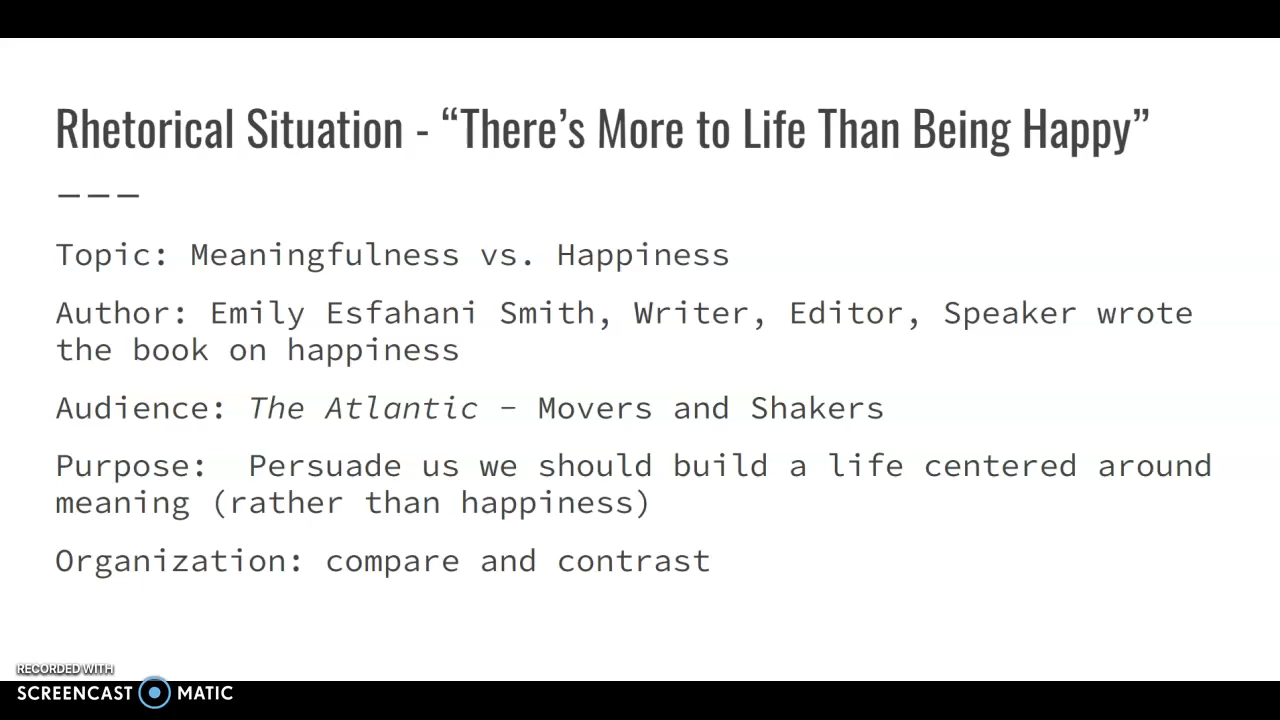 Rhetorical Situation - “There’s More to Life Than Being Happy”
Topic: Meaningfulness vs. Happiness
Author: Emily Esfahani Smith, Writer, Editor, Speaker wrote
the book on happiness
Audience: The Atlantic - Movers and Shakers
Purpose:  Persuade us we should build a life centered around
meaning (rather than happiness)
Organization: compare and contrast
RECORDED WITH
SCREENCAST MATIC